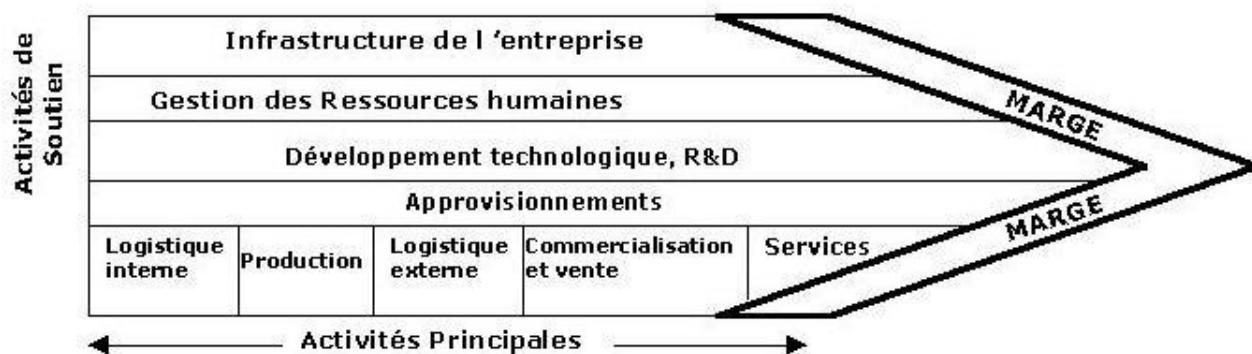 Activités de
Soutien
Infrastructure de l ’entreprise
Gestion des Ressources humaines
Développement technologique, R&D
Approvisionnements
Logistique
interne
Production
Logistique
externe
Commercialisation
et vente
Services
MARGE
MARGE
Activités Principales